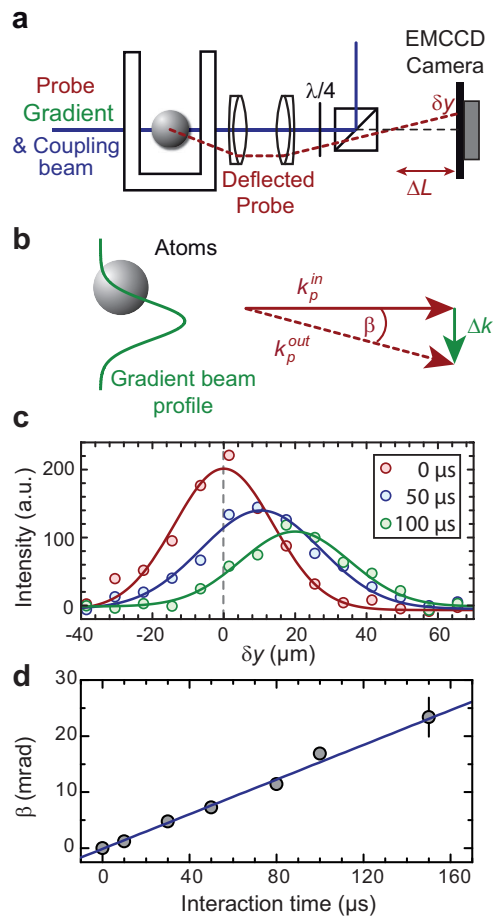 a
EMCCD
Camera
Probe
Gradient
& Coupling
beam
λ/4
δy
Deflected
Probe
ΔL
b
Atoms
k_p^in
β
Δk
k_p^out
Gradient beam
profile
c
Intensity (a.u.)
200
100
0
0 µs
50 µs
100 µs
-40 -20 0 20 40 60
δy (µm)
d
β (mrad)
30
20
10
0
0 40 80 120 160
Interaction time (µs)